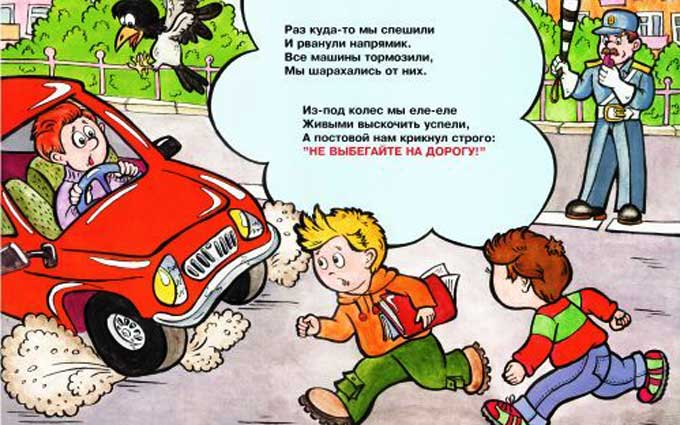 Раз куда-то мы спешили
И рванули напрямик.
Все машины тормозили,
Мы шарахались от них.
Из-под колес мы еле-еле
Живыми выскочить успели,
А постовой нам крикнул строго:
"НЕ ВЫБЕГАЙТЕ НА ДОРОГУ!"